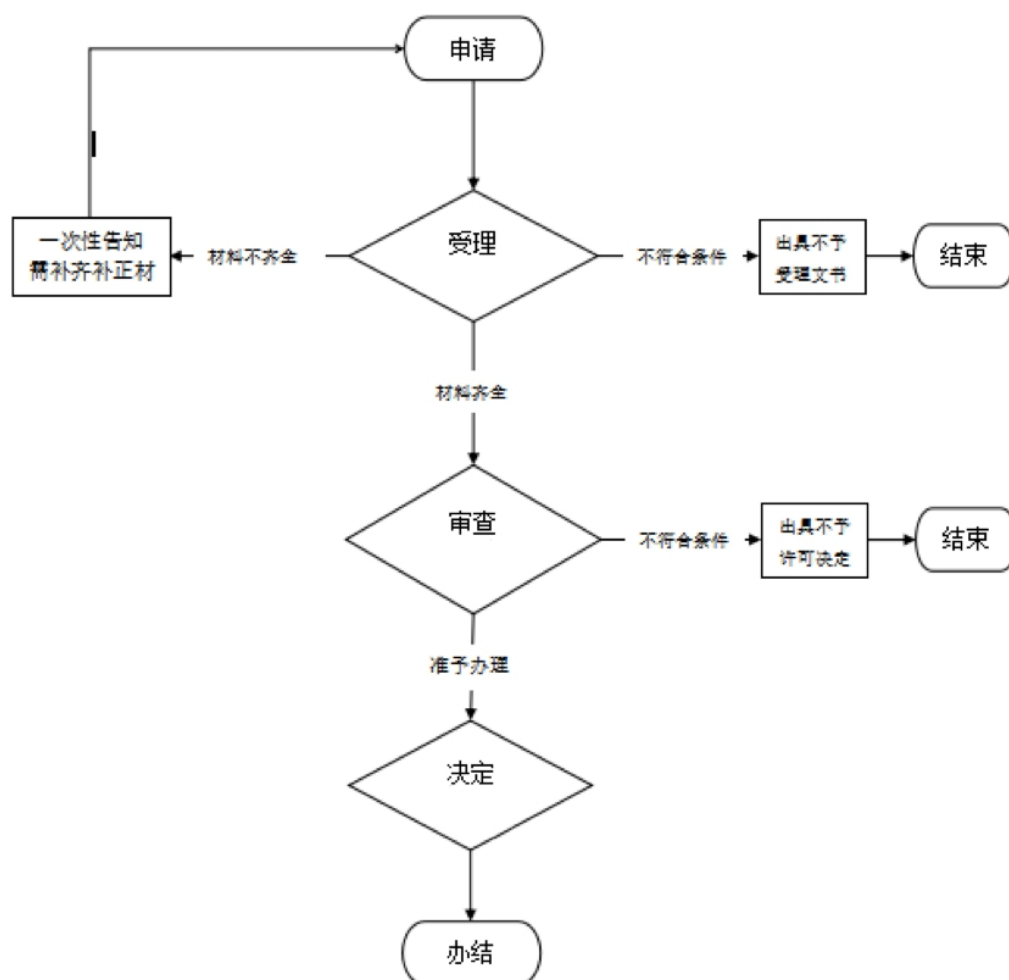 申请
受理
一次性告知
需补齐补正材
材料不齐全
不符合条件
出具不予
受理文书
结束
材料齐全
审查
不符合条件
出具不予
许可决定
结束
准予办理
决定
办结